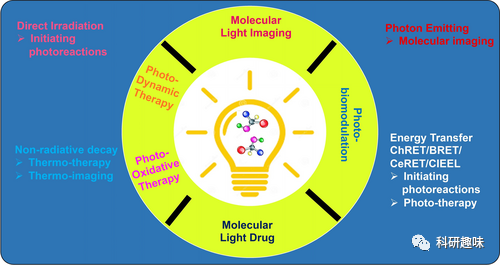 Direct Irradiation
➢ Initiating
photoreactions
Molecular
Light Imaging
Photon Emitting
➢ Molecular imaging
Photo-
Dynamic
Therapy
Photo-
biomodulation
Non-radiative decay
➢ Thermo-therapy
➢ Thermo-imaging
Photo-
Oxidative
Therapy
Energy Transfer
ChRET/BRET/
CeRET/CIEEL
➢ Initiating
photoreactions
➢ Photo-therapy
Molecular
Light Drug
科研趣味